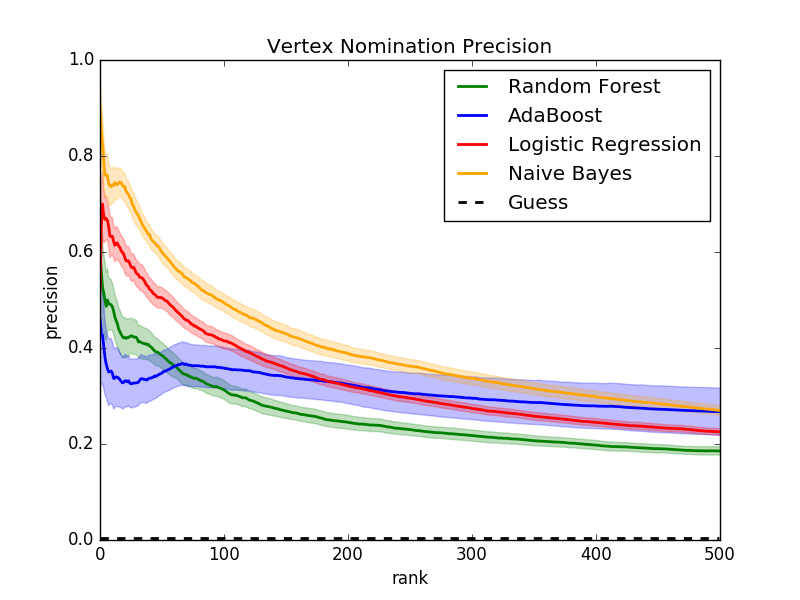 Vertex Nomination Precision
1.0
0.8
0.6
0.4
0.2
0.0
precision
Random Forest
AdaBoost
Logistic Regression
Naive Bayes
Guess
0 100 200 300 400 500
rank